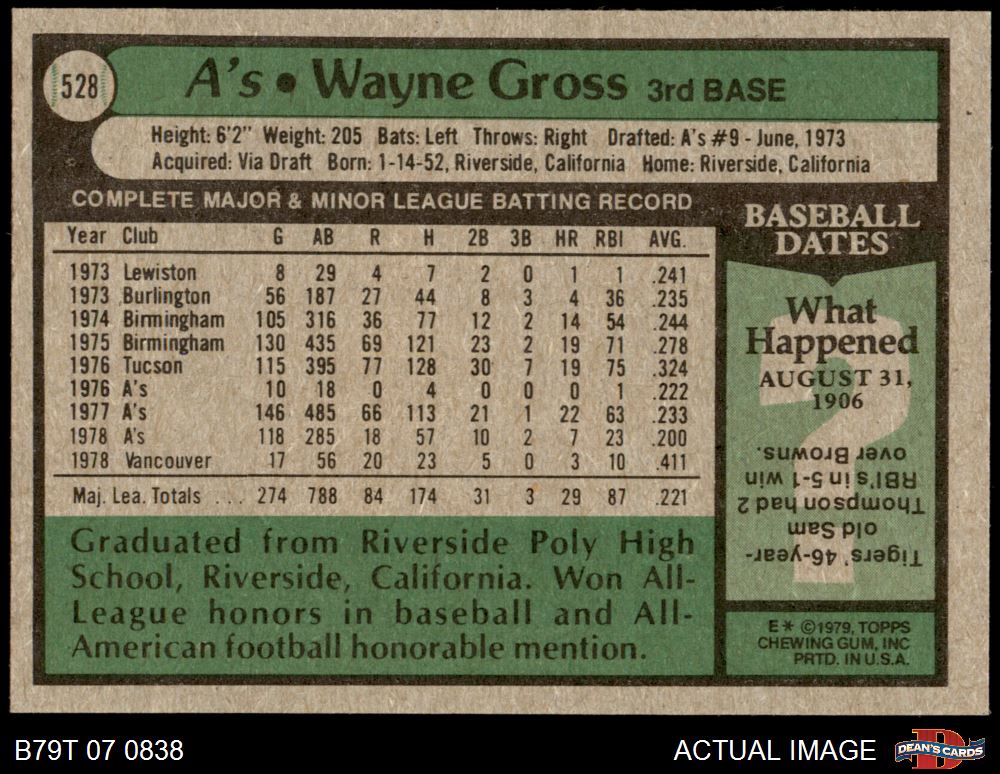 528
A's • Wayne Gross 3rd BASE
Height: 6'2" Weight: 205 Bats: Left Throws: Right Drafted: A's #9 - June, 1973
Acquired: Via Draft Born: 1-14-52, Riverside, California Home: Riverside, California
COMPLETE MAJOR & MINOR LEAGUE BATTING RECORD
Year Club G AB R H 2B 3B HR RBI AVG.
1973 Lewiston 8 29 4 7 2 0 1 1 .241
1973 Burlington 56 187 27 44 8 3 4 36 .235
1974 Birmingham 105 316 36 77 12 2 14 54 .244
1975 Birmingham 130 435 69 121 23 2 19 71 .278
1976 Tucson 115 395 77 128 30 7 19 75 .324
1976 A's 10 18 0 4 0 0 0 1 .222
1977 A's 146 485 66 113 21 1 22 63 .233
1978 A's 118 285 18 57 10 2 7 23 .200
1978 Vancouver 17 56 20 23 5 0 3 10 .411
Maj. Lea. Totals ... 274 788 84 174 31 3 29 87 .221
Graduated from Riverside Poly High
School, Riverside, California. Won All-
League honors in baseball and All-
American football honorable mention.
BASEBALL
DATES
What
Happened
AUGUST 31,
1906
?
Tigers' 46-year-
old Sam
Thompson had 2
RBI's in 5-1 win
over Browns.
E* ©1979, TOPPS
CHEWING GUM, INC
PRTD. IN U.S.A.
B79T 07 0838
ACTUAL IMAGE
D
DEAN'S CARDS